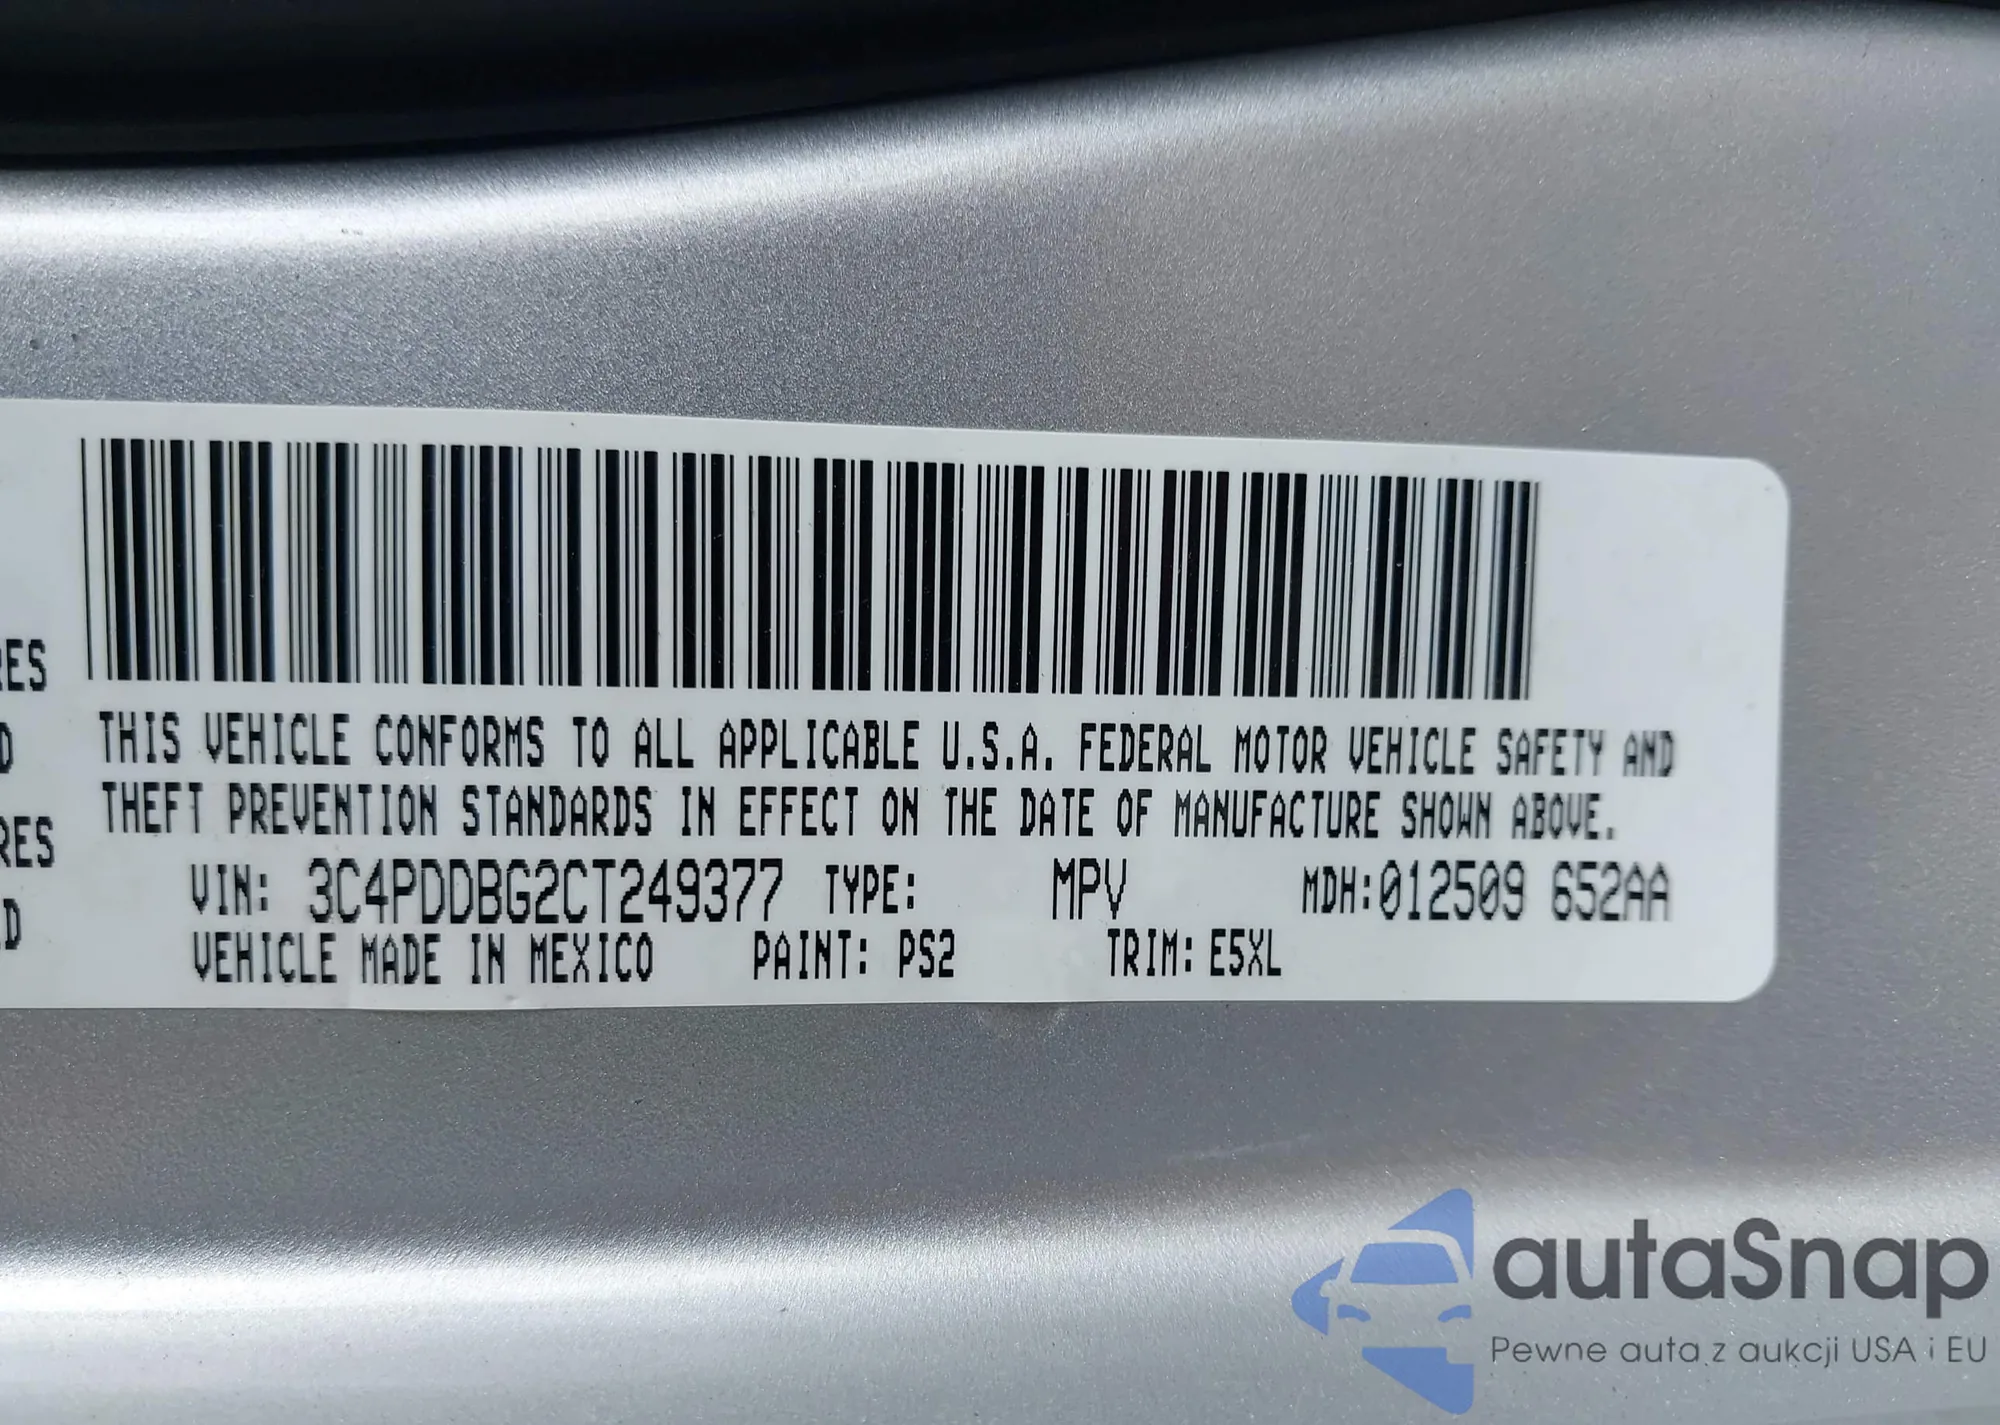 RES
D
RES
D
THIS VEHICLE CONFORMS TO ALL APPLICABLE U.S.A. FEDERAL MOTOR VEHICLE SAFETY AND
THEFT PREVENTION STANDARDS IN EFFECT ON THE DATE OF MANUFACTURE SHOWN ABOVE.
VIN: 3C4PDDBG2CT249377 TYPE: MPV MDH:012509 652AA
VEHICLE MADE IN MEXICO PAINT: PS2 TRIM: E5XL
autaSnap
Pewne auta z aukcji USA i EU